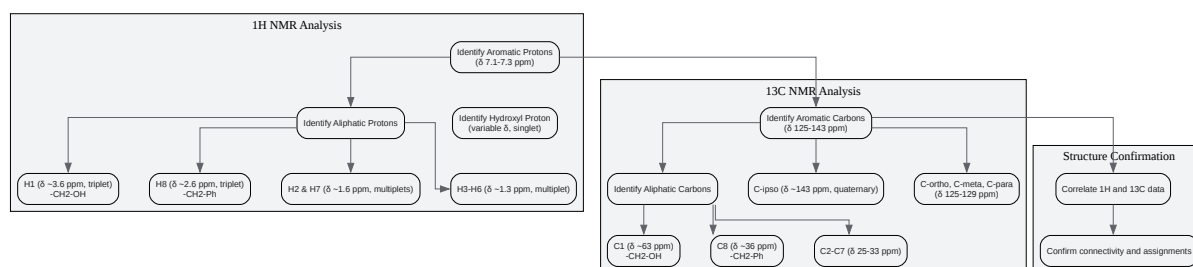 1H NMR Analysis
Identify Aromatic Protons
(δ 7.1-7.3 ppm)
Identify Aliphatic Protons
Identify Hydroxyl Proton
(variable δ, singlet)
H1 (δ ~3.6 ppm, triplet)
-CH2-OH
H8 (δ ~2.6 ppm, triplet)
-CH2-Ph
H2 & H7 (δ ~1.6 ppm, multiplets)
H3-H6 (δ ~1.3 ppm, multiplet)
13C NMR Analysis
Identify Aromatic Carbons
(δ 125-143 ppm)
Identify Aliphatic Carbons
C-ipso (δ ~143 ppm, quaternary)
C-ortho, C-meta, C-para
(δ 125-129 ppm)
C1 (δ ~63 ppm)
-CH2-OH
C8 (δ ~36 ppm)
-CH2-Ph
C2-C7 (δ 25-33 ppm)
Structure Confirmation
Correlate 1H and 13C data
Confirm connectivity and assignments